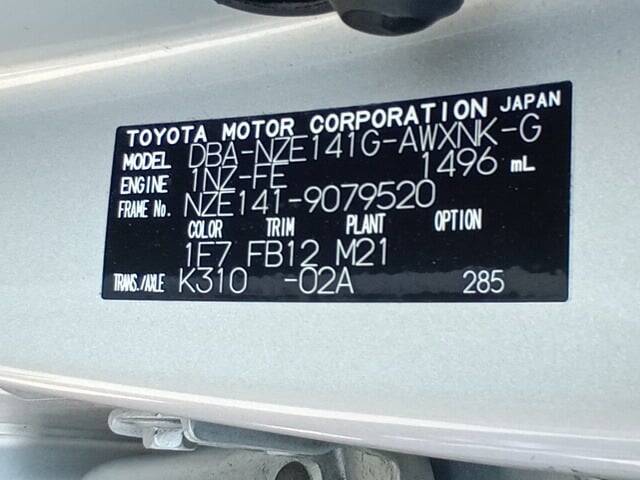 TOYOTA MOTOR CORPORATION JAPAN
MODEL DBA-NZE141G-AWXNK-G
ENGINE 1NZ-FE 1496 mL
FRAME No. NZE141-9079520
COLOR TRIM PLANT OPTION
1F7 FB12 M21
TRANS./AXLE K310 -02A 285